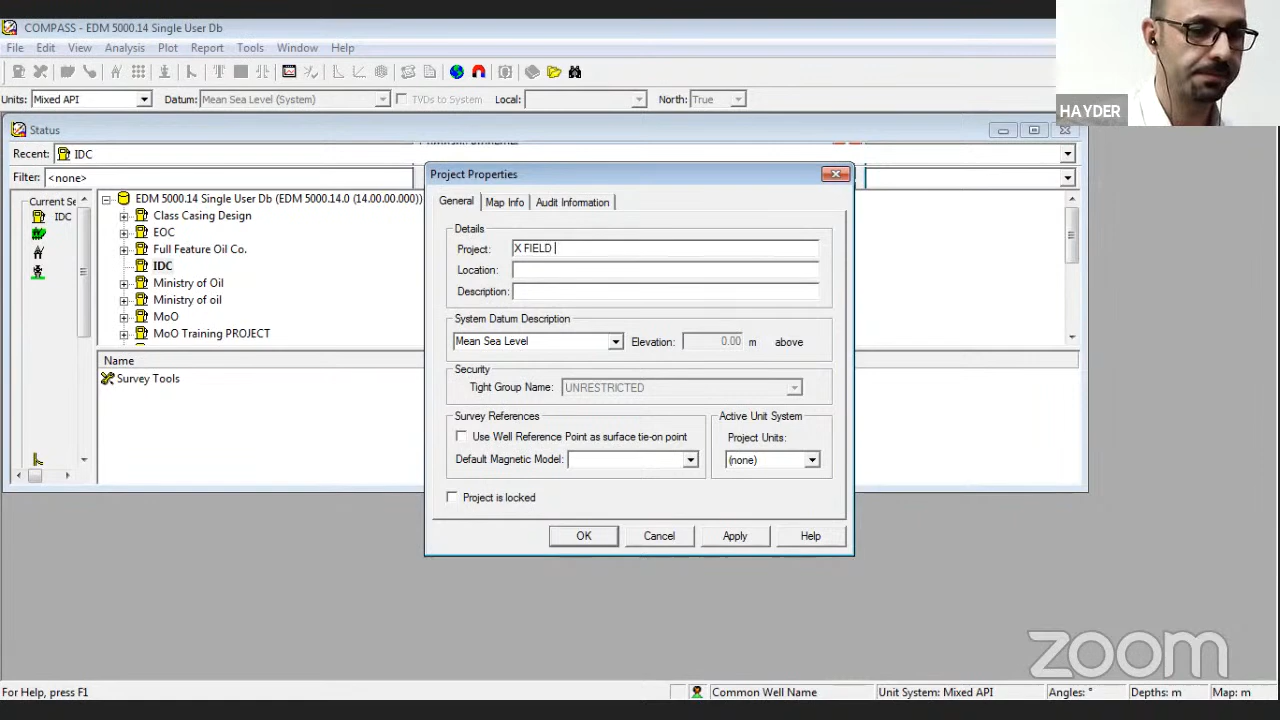 COMPASS - EDM 5000.14 Single User Db
File Edit View Analysis Plot Report Tools Window Help
Units: Mixed API Datum: Mean Sea Level (System) TVDs to System Local: North: True
HAYDER
Status
Recent: IDC
Filter: <none>
Current Se
IDC
EDM 5000.14 Single User Db (EDM 5000.14.0 (14.00.00.000))
Class Casing Design
EOC
Full Feature Oil Co.
IDC
Ministry of Oil
Ministry of oil
MoO
MoO Training PROJECT
Name
Survey Tools
Project Properties
General Map Info Audit Information
Details
Project: X FIELD
Location:
Description:
System Datum Description
Mean Sea Level Elevation: 0.00 m above
Security
Tight Group Name: UNRESTRICTED
Survey References
Use Well Reference Point as surface tie-on point
Default Magnetic Model:
Active Unit System
Project Units:
(none)
Project is locked
OK Cancel Apply Help
zoom
For Help, press F1 Common Well Name Unit System: Mixed API Angles: ° Depths: m Map: m